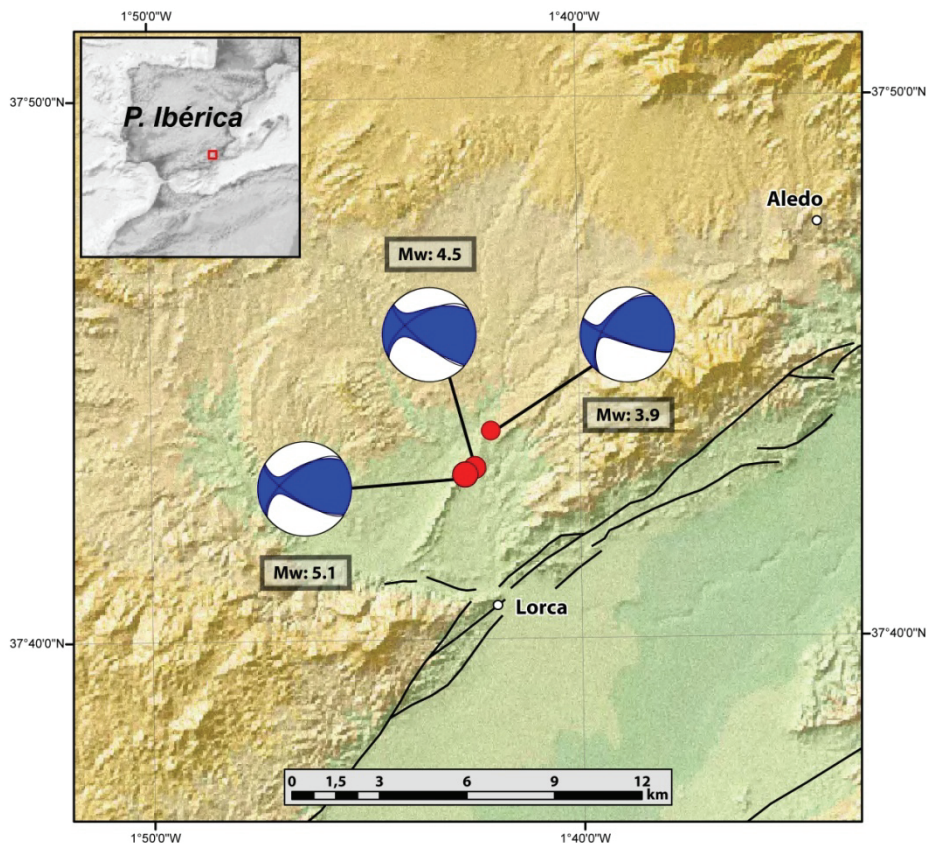 1°50'0"W
1°40'0"W
37°50'0"N
37°50'0"N
P. Ibérica
Aledo
Mw: 4.5
Mw: 3.9
Mw: 5.1
Lorca
37°40'0"N
37°40'0"N
0 1,5 3 6 9 12
km
1°50'0"W
1°40'0"W